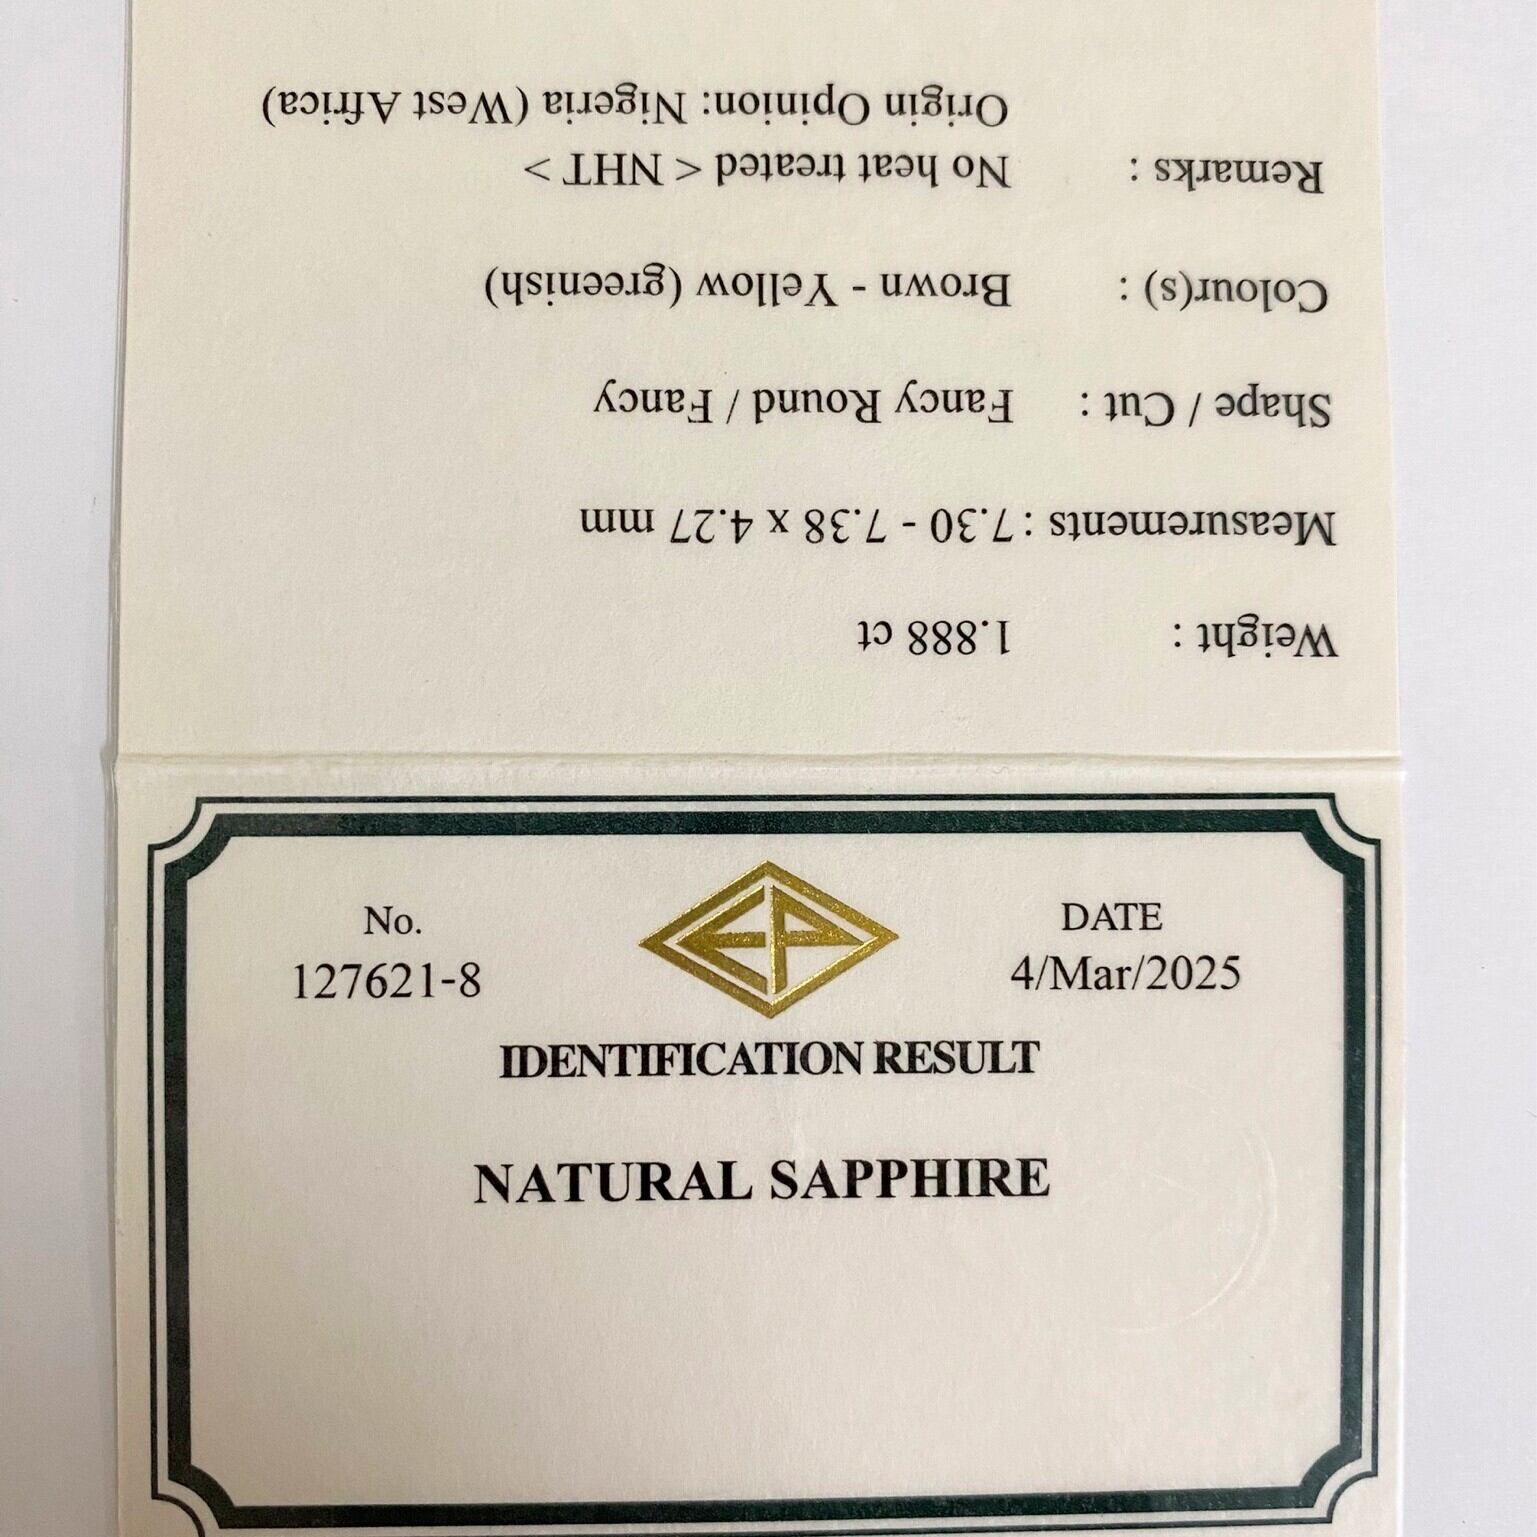 Weight : 1.888 ct
Measurements : 7.30 - 7.38 x 4.27 mm
Shape / Cut : Fancy Round / Fancy
Colour(s) : Brown - Yellow (greenish)
Remarks : No heat treated < NHT >
Origin Opinion: Nigeria (West Africa)
EP
No. DATE
127621-8 4/Mar/2025
IDENTIFICATION RESULT
NATURAL SAPPHIRE